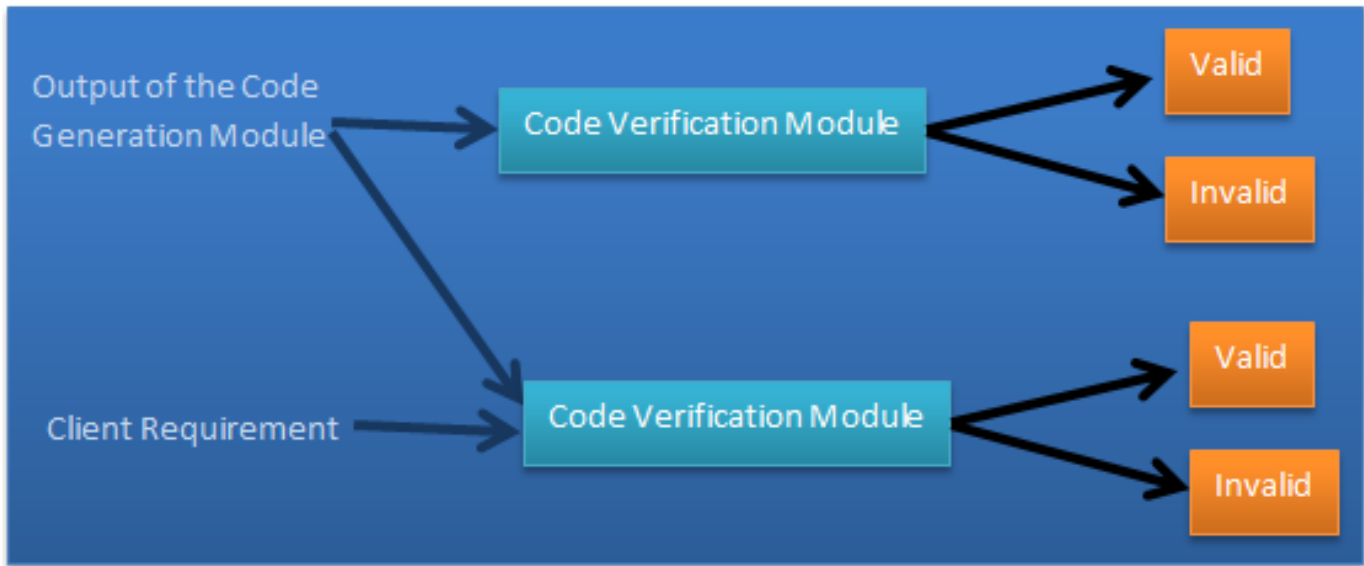 Output of the Code
Generation Module
Code Verification Module
Valid
Invalid
Client Requirement
Code Verification Module
Valid
Invalid